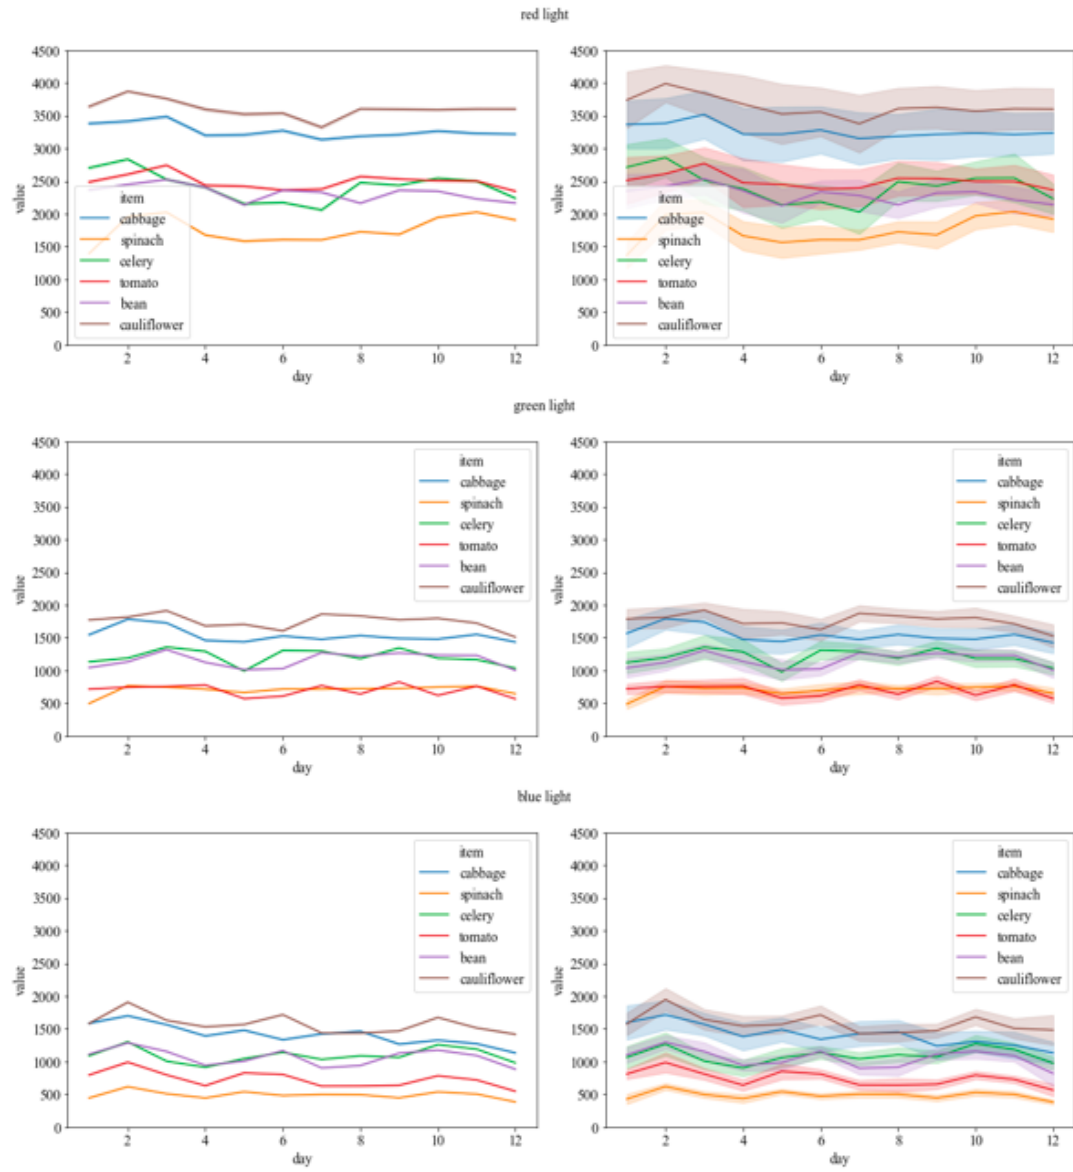 red light
4500
4000
3500
3000
2500
2000
1500
1000
500
0
value
item
cabbage
spinach
celery
tomato
bean
cauliflower
2 4 6 8 10 12
day
4500
4000
3500
3000
2500
2000
1500
1000
500
0
value
item
cabbage
spinach
celery
tomato
bean
cauliflower
2 4 6 8 10 12
day
green light
4500
4000
3500
3000
2500
2000
1500
1000
500
0
value
item
cabbage
spinach
celery
tomato
bean
cauliflower
2 4 6 8 10 12
day
4500
4000
3500
3000
2500
2000
1500
1000
500
0
value
item
cabbage
spinach
celery
tomato
bean
cauliflower
2 4 6 8 10 12
day
blue light
4500
4000
3500
3000
2500
2000
1500
1000
500
0
value
item
cabbage
spinach
celery
tomato
bean
cauliflower
2 4 6 8 10 12
day
4500
4000
3500
3000
2500
2000
1500
1000
500
0
value
item
cabbage
spinach
celery
tomato
bean
cauliflower
2 4 6 8 10 12
day